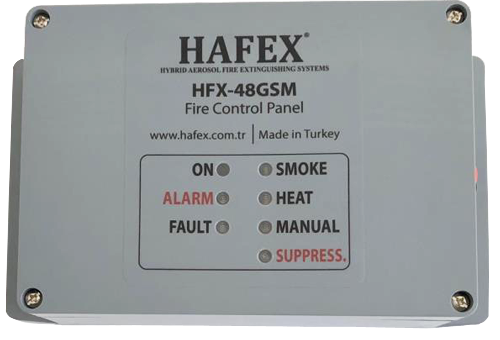 HAFEX®
HYBRID AEROSOL FIRE EXTINGUISHING SYSTEMS
HFX-48GSM
Fire Control Panel
www.hafex.com.tr | Made in Turkey
ON SMOKE
ALARM HEAT
FAULT MANUAL
SUPPRESS.